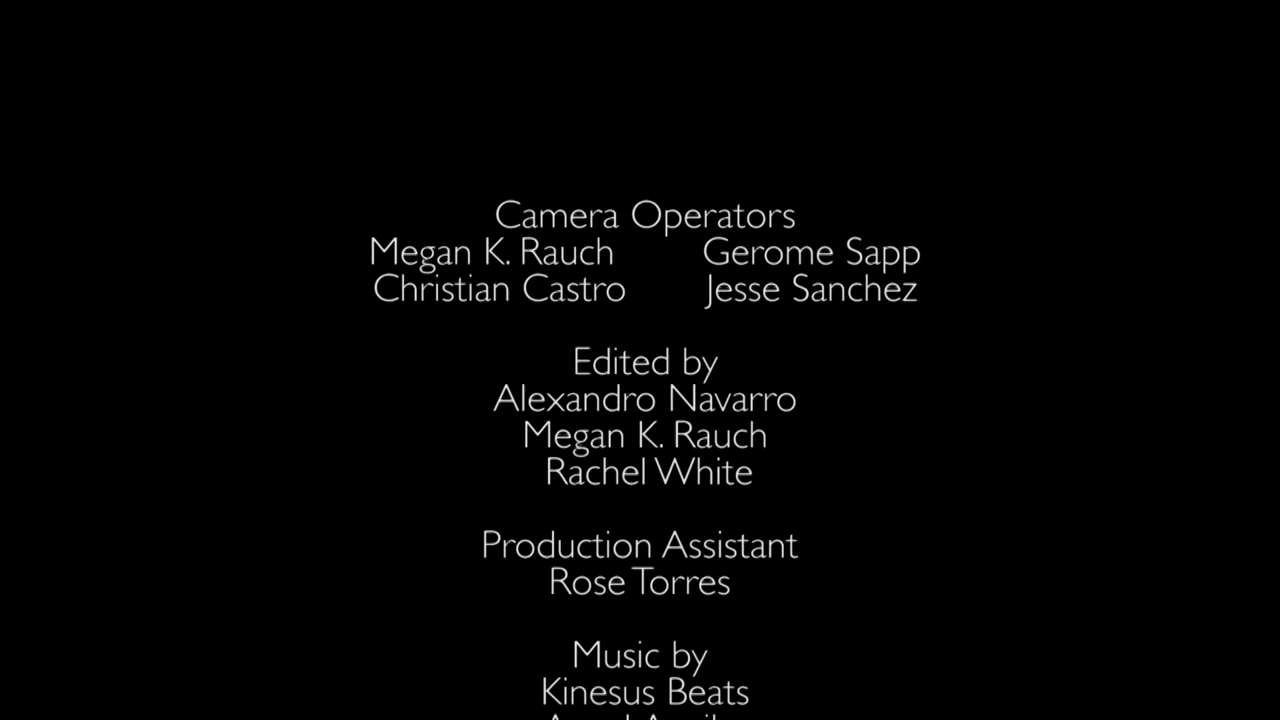 Camera Operators
Megan K. Rauch Gerome Sapp
Christian Castro Jesse Sanchez
Edited by
Alexandro Navarro
Megan K. Rauch
Rachel White
Production Assistant
Rose Torres
Music by
Kinesus Beats